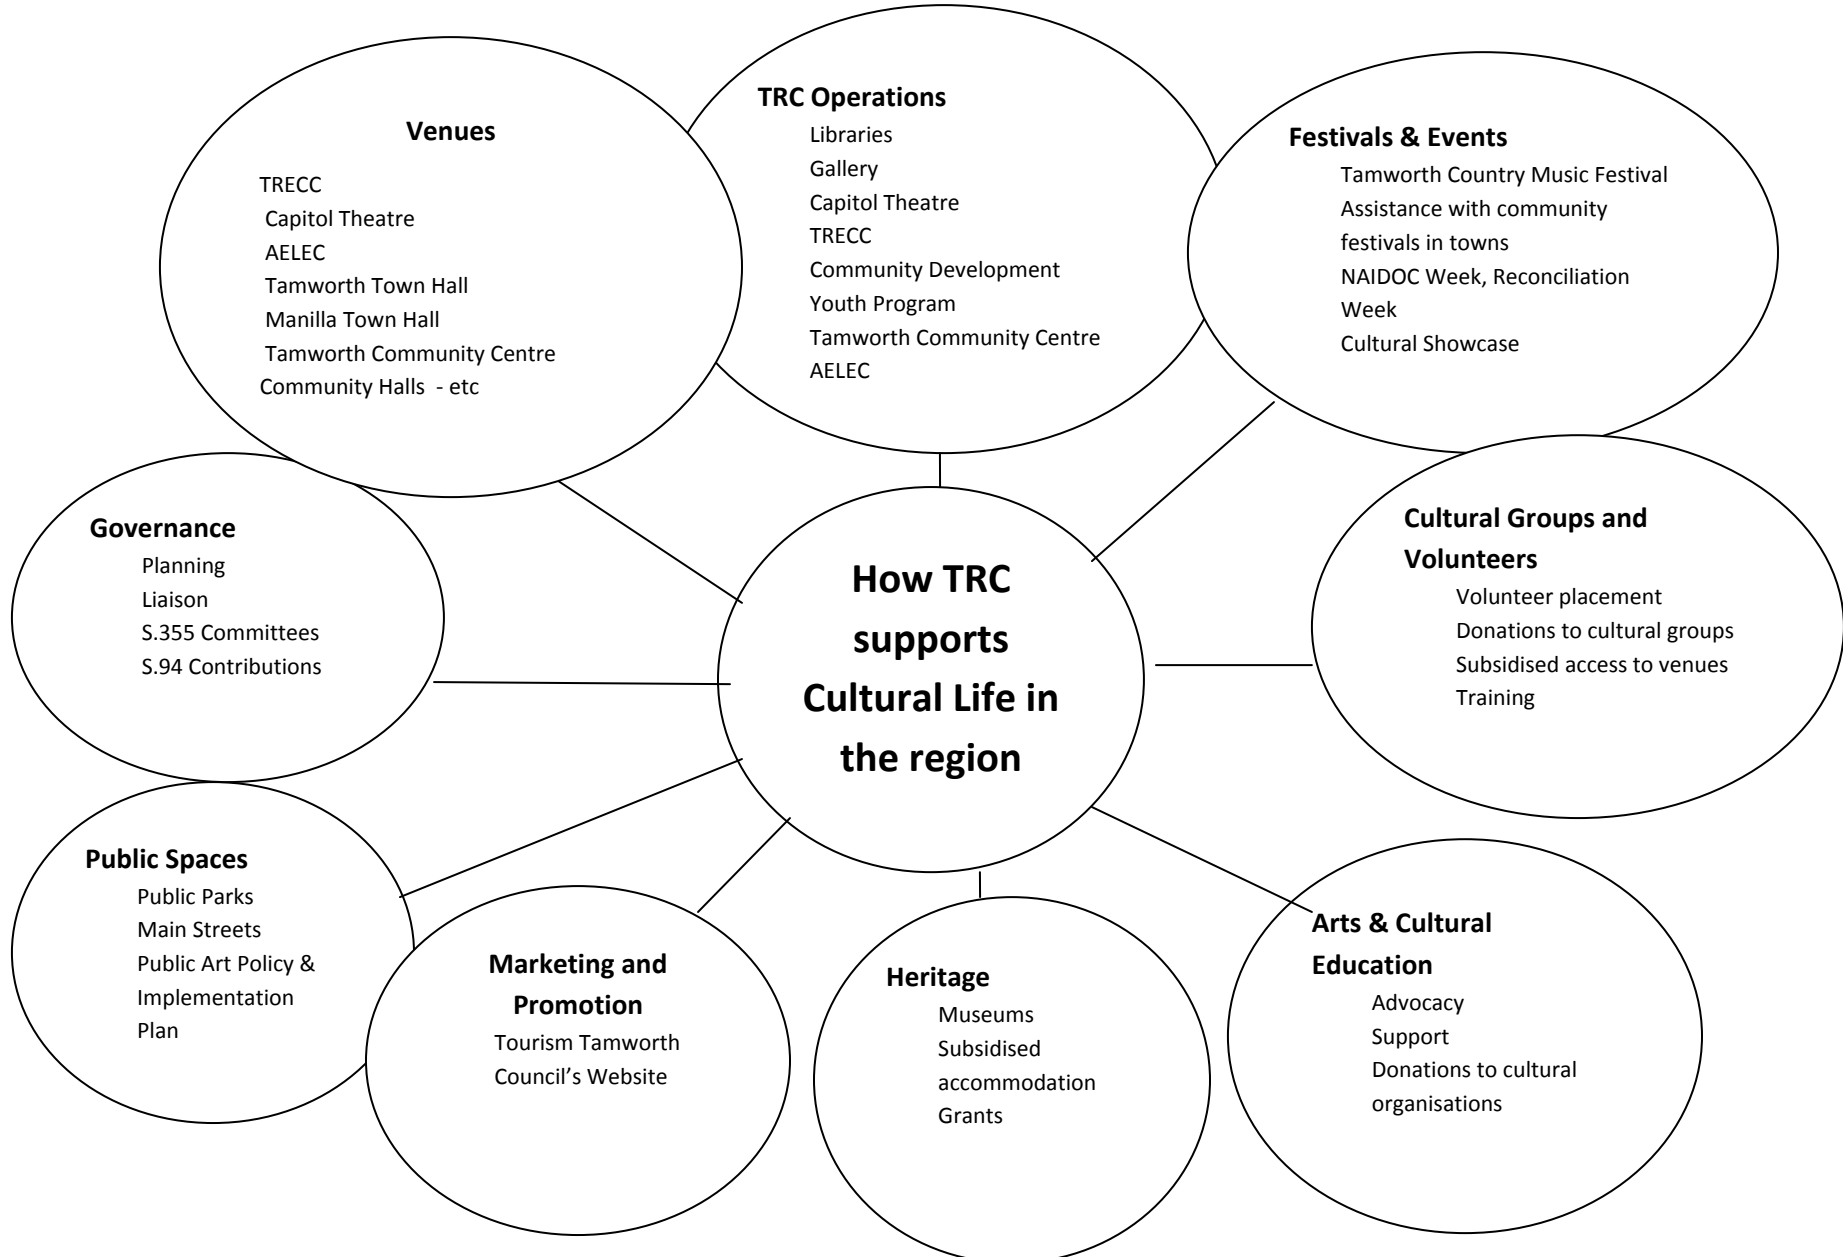 Venues
TRECC
Capitol Theatre
AELEC
Tamworth Town Hall
Manilla Town Hall
Tamworth Community Centre
Community Halls  - etc
TRC Operations
Libraries
Gallery
Capitol Theatre
TRECC
Community Development
Youth Program
Tamworth Community Centre
AELEC
Festivals & Events
Tamworth Country Music Festival
Assistance with community
festivals in towns
NAIDOC Week, Reconciliation
Week
Cultural Showcase
Governance
Planning
Liaison
S.355 Committees
S.94 Contributions
How TRC
supports
Cultural Life in
the region
Cultural Groups and
Volunteers
Volunteer placement
Donations to cultural groups
Subsidised access to venues
Training
Public Spaces
Public Parks
Main Streets
Public Art Policy &
Implementation
Plan
Marketing and
Promotion
Tourism Tamworth
Council’s Website
Heritage
Museums
Subsidised
accommodation
Grants
Arts & Cultural
Education
Advocacy
Support
Donations to cultural
organisations